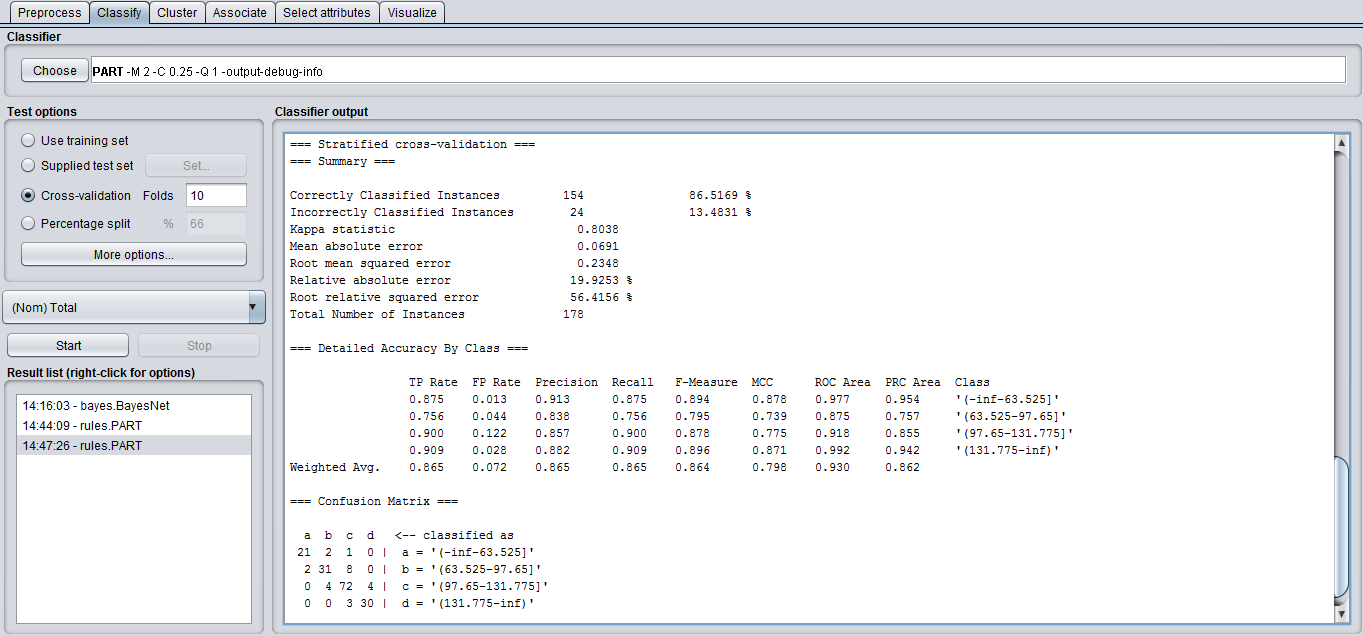 Preprocess Classify Cluster Associate Select attributes Visualize
Classifier
Choose PART -M 2 -C 0.25 -Q 1 -output-debug-info
Test options
Use training set
Supplied test set Set...
Cross-validation Folds 10
Percentage split % 66
More options...
(Nom) Total
Start Stop
Result list (right-click for options)
14:16:03 - bayes.BayesNet
14:44:09 - rules.PART
14:47:26 - rules.PART
Classifier output
=== Stratified cross-validation ===
=== Summary ===
Correctly Classified Instances 154 86.5169 %
Incorrectly Classified Instances 24 13.4831 %
Kappa statistic 0.8038
Mean absolute error 0.0691
Root mean squared error 0.2348
Relative absolute error 19.9253 %
Root relative squared error 56.4156 %
Total Number of Instances 178
=== Detailed Accuracy By Class ===
TP Rate FP Rate Precision Recall F-Measure MCC ROC Area PRC Area Class
0.875 0.013 0.913 0.875 0.894 0.878 0.977 0.954 '(-inf-63.525]'
0.756 0.044 0.838 0.756 0.795 0.739 0.875 0.757 '(63.525-97.65]'
0.900 0.122 0.857 0.900 0.878 0.775 0.918 0.855 '(97.65-131.775]'
0.909 0.028 0.882 0.909 0.896 0.871 0.992 0.942 '(131.775-inf)'
Weighted Avg. 0.865 0.072 0.865 0.865 0.864 0.798 0.930 0.862
=== Confusion Matrix ===
a b c d <-- classified as
21 2 1 0 | a = '(-inf-63.525]'
2 31 8 0 | b = '(63.525-97.65]'
0 4 72 4 | c = '(97.65-131.775]'
0 0 3 30 | d = '(131.775-inf)'